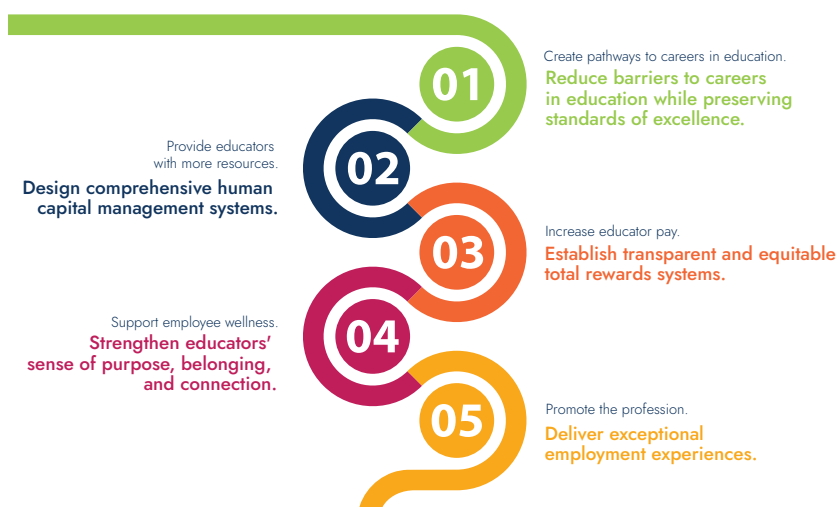 01
Create pathways to careers in education.
Reduce barriers to careers
in education while preserving
standards of excellence.
02
Provide educators
with more resources.
Design comprehensive human
capital management systems.
03
Increase educator pay.
Establish transparent and equitable
total rewards systems.
04
Support employee wellness.
Strengthen educators'
sense of purpose, belonging,
and connection.
05
Promote the profession.
Deliver exceptional
employment experiences.